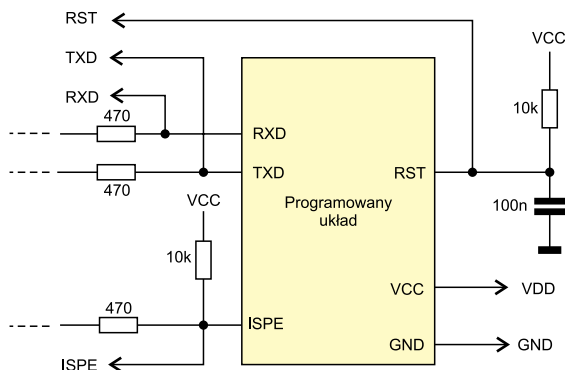 RST
TXD
RXD
470
470
VCC
10k
470
ISPE
RXD
TXD
ISPE
Programowany
układ
RST
VCC
GND
VCC
10k
100n
VDD
GND